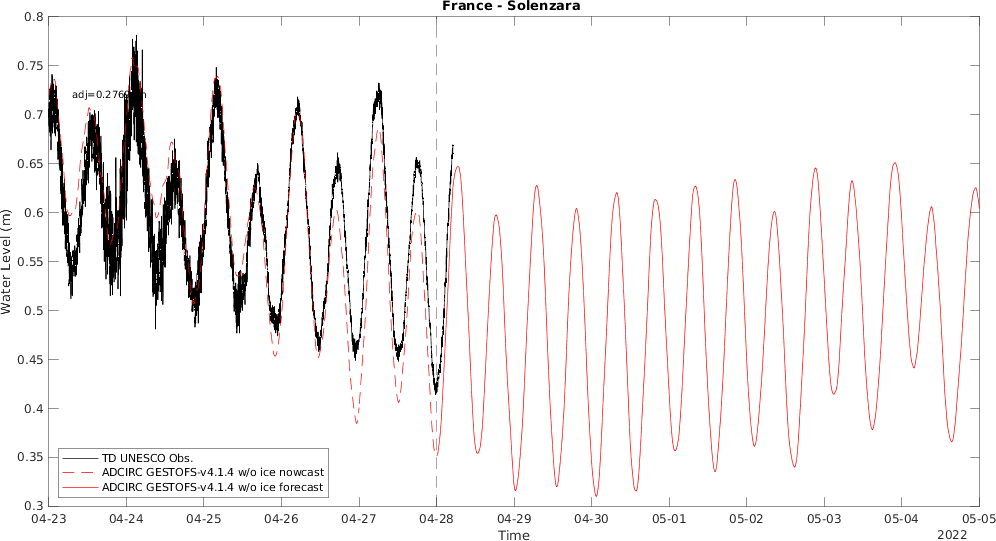 France - Solenzara
0.8
0.75
0.7
0.65
0.6
0.55
0.5
0.45
0.4
0.35
0.3
Water Level (m)
adj=0.276
TD UNESCO Obs.
ADCIRC GESTOFS-v4.1.4 w/o ice nowcast
ADCIRC GESTOFS-v4.1.4 w/o ice forecast
04-23 04-24 04-25 04-26 04-27 04-28 04-29 04-30 05-01 05-02 05-03 05-04 05-05
Time
2022